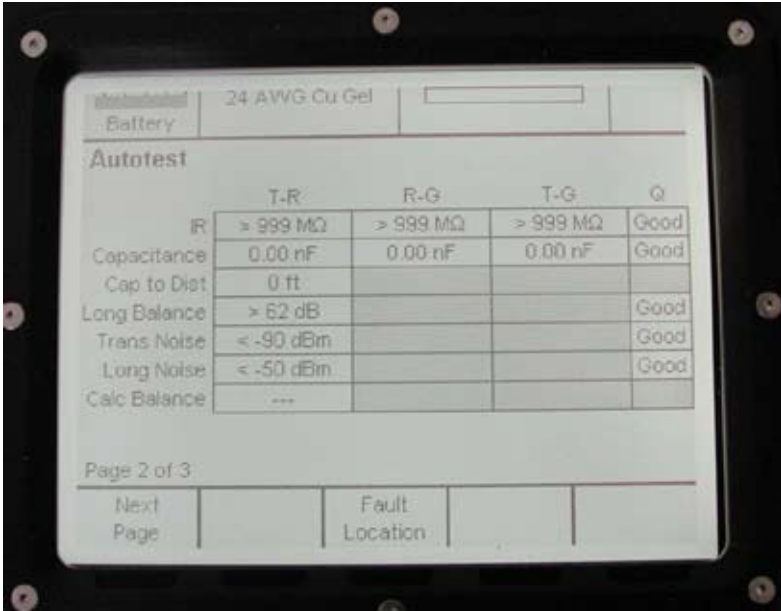 24 AWG Cu Gel
Battery
Autotest
T-R R-G T-G Q
IR > 999 MΩ > 999 MΩ > 999 MΩ Good
Capacitance 0.00 nF 0.00 nF 0.00 nF Good
Cap to Dist 0 ft
Long Balance > 62 dB Good
Trans Noise < -90 dBm Good
Long Noise < -50 dBm Good
Calc Balance ---
Page 2 of 3
Next Page
Fault Location